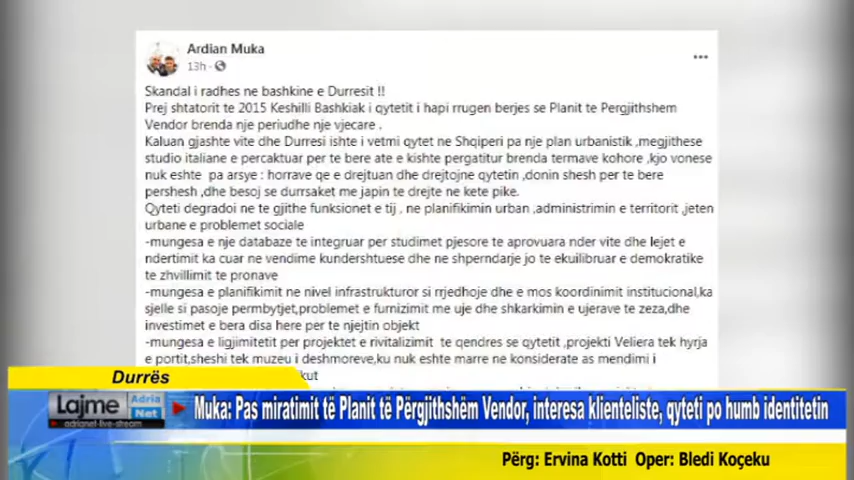 Ardian Muka
13h
Skandal i radhes ne bashkine e Durresit !!
Prej shtatorit te 2015 Keshilli Bashkiak i qytetit i hapi rrugen berjes se Planit te Pergjithshem
Vendor brenda nje periudhe nje vjecare .
Kaluan gjashte vite dhe Durresi ishte i vetmi qytet ne Shqiperi pa nje plan urbanistik ,megjithese
studio italiane e percaktuar per te bere ate e kishte pergatitur brenda termave kohore ,kjo vonese
nuk eshte pa arsye : horrave qe e drejtuan dhe drejtojne qytetin ,donin shesh per te bere
pershesh ,dhe besoj se durrsaket me japin te drejte ne kete pike.
Qyteti degradoi ne te gjithe funksionet e tij , ne planifikimin urban ,administrimin e territorit ,jeten
urbane e problemet sociale
-mungesa e nje databaze te integruar per studimet pjesore te aprovuara nder vite dhe lejet e
ndertimit ka cuar ne vendime kundershtuese dhe ne shperndarje jo te ekuilibruar e demokratike
te zhvillimit te pronave
-mungesa e planifikimit ne nivel infrastrukturor si rrjedhoje dhe e mos koordinimit institucional,ka
sjelle si pasoje permbytjet,problemet e furnizimit me uje dhe shkarkimin e ujerave te zeza,dhe
investimet e bera disa here per te njejtin objekt
-mungesa e ligjimitetit per projektet e rivitalizimit te qendres se qytetit ,projekti Veliera tek hyrja
e portit,sheshi tek muzeu i deshmoreve,ku nuk eshte marre ne konsiderate as mendimi i
kut
Durrës
Lajme Adria Net
adrianet-live-stream
Muka: Pas miratimit të Planit të Përgjithshëm Vendor, interesa klienteliste, qyteti po humb identitetin
Përg: Ervina Kotti Oper: Bledi Koçeku